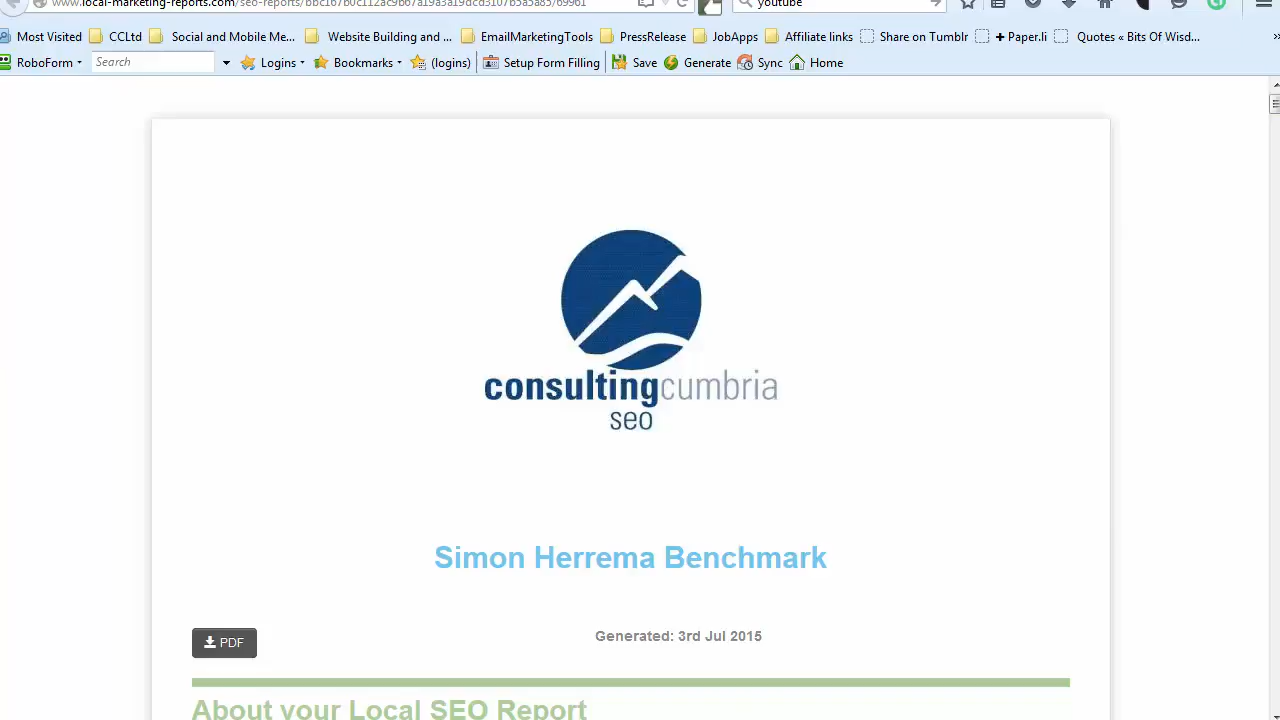 www.local-marketing-reports.com/seo-reports/bbc167b0c112ac9b67a19a3a19dcd3107b5a5a85/69961
youtube
Most Visited CCLtd Social and Mobile Me... Website Building and ... EmailMarketingTools PressRelease JobApps Affiliate links Share on Tumblr + Paper.li Quotes « Bits Of Wisd... »
RoboForm Search Logins Bookmarks (logins) Setup Form Filling Save Generate Sync Home
consultingcumbria
seo
Simon Herrema Benchmark
PDF
Generated: 3rd Jul 2015
About your Local SEO Report